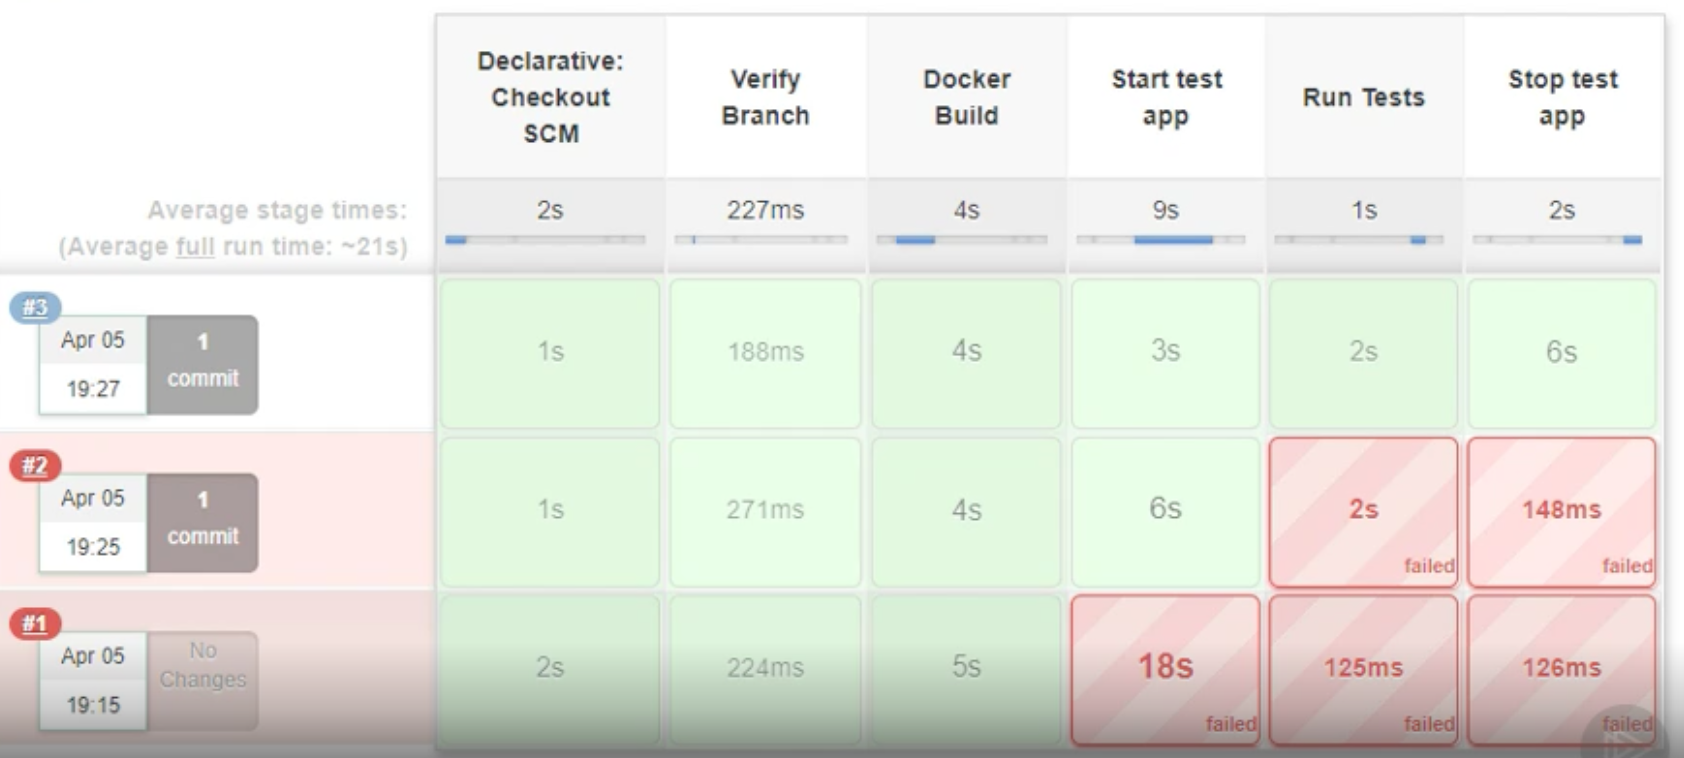 Declarative:
Checkout
SCM
Verify
Branch
Docker
Build
Start test
app
Run Tests
Stop test
app
Average stage times:
(Average full run time: ~21s)
2s
227ms
4s
9s
1s
2s
#3
Apr 05
19:27
1
commit
1s
188ms
4s
3s
2s
6s
#2
Apr 05
19:25
1
commit
1s
271ms
4s
6s
2s
failed
148ms
failed
#1
Apr 05
19:15
No
Changes
2s
224ms
5s
18s
failed
125ms
failed
126ms
failed